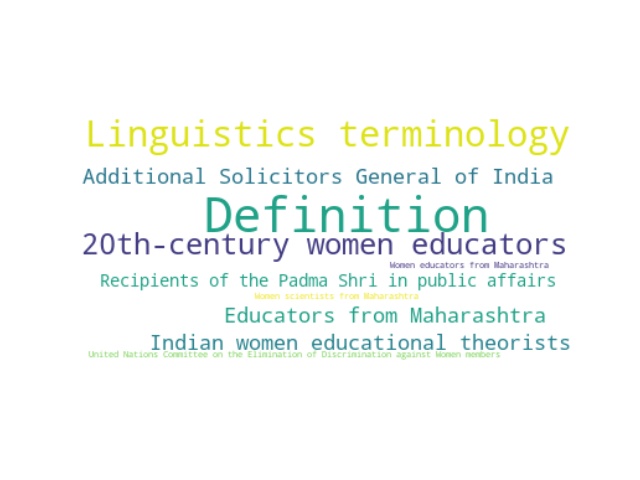 Linguistics terminology
Additional Solicitors General of India
Definition
20th-century women educators
Women educators from Maharashtra
Recipients of the Padma Shri in public affairs
Women scientists from Maharashtra
Educators from Maharashtra
Indian women educational theorists
United Nations Committee on the Elimination of Discrimination against Women members